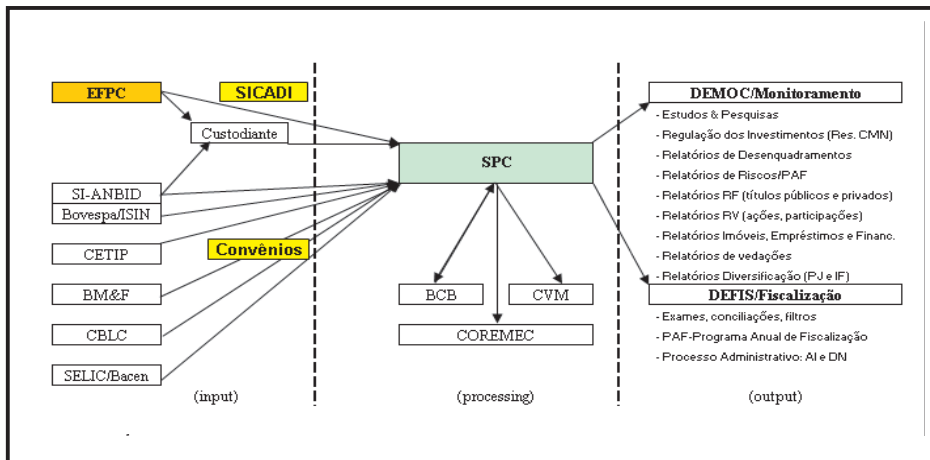 EFPC
SICADI
Custodiante
SI-ANBID
Bovespa/ISIN
CETIP
Convênios
BM&F
CBLC
SELIC/Bacen
(input)
SPC
BCB
CVM
COREMEC
(processing)
DEMOC/Monitoramento
- Estudos & Pesquisas
- Regulação dos Investimentos (Res. CMN)
- Relatórios de Desenquadramentos
- Relatórios de Riscos/PAF
- Relatórios RF (títulos públicos e privados)
- Relatórios RV (ações, participações)
- Relatórios Imóveis, Empréstimos e Financ.
- Relatórios de vedações
- Relatórios Diversificação (PJ e IF)
DEFIS/Fiscalização
- Exames, conciliações, filtros
- PAF-Programa Anual de Fiscalização
- Processo Administrativo: AI e DN
(output)